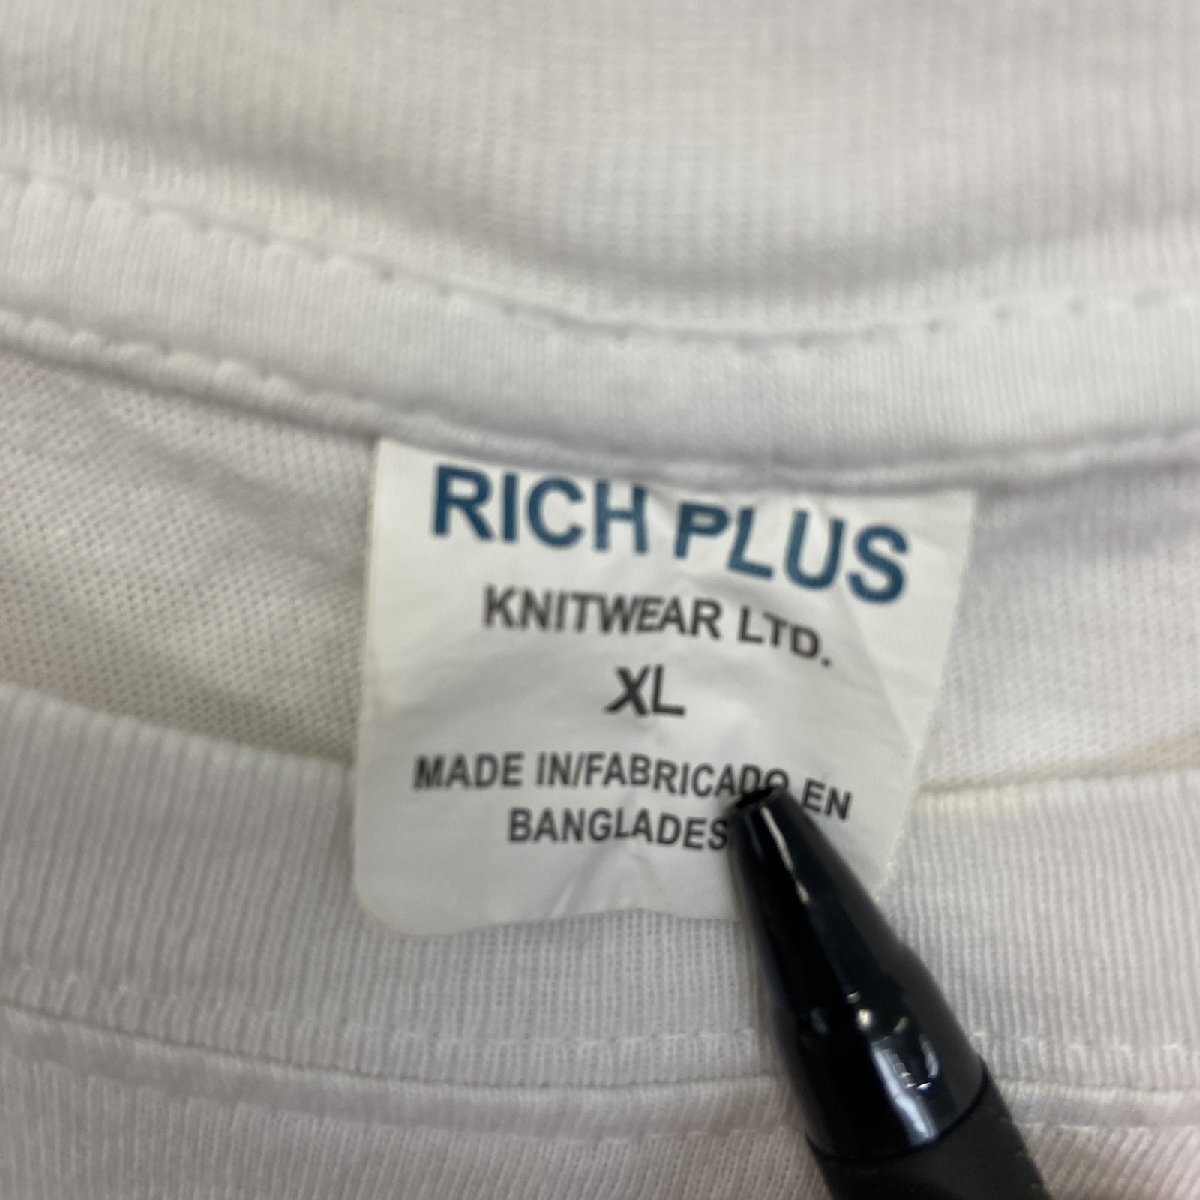 RICH PLUS
KNITWEAR LTD.
XL
MADE IN/FABRICADO EN
BANGLADES